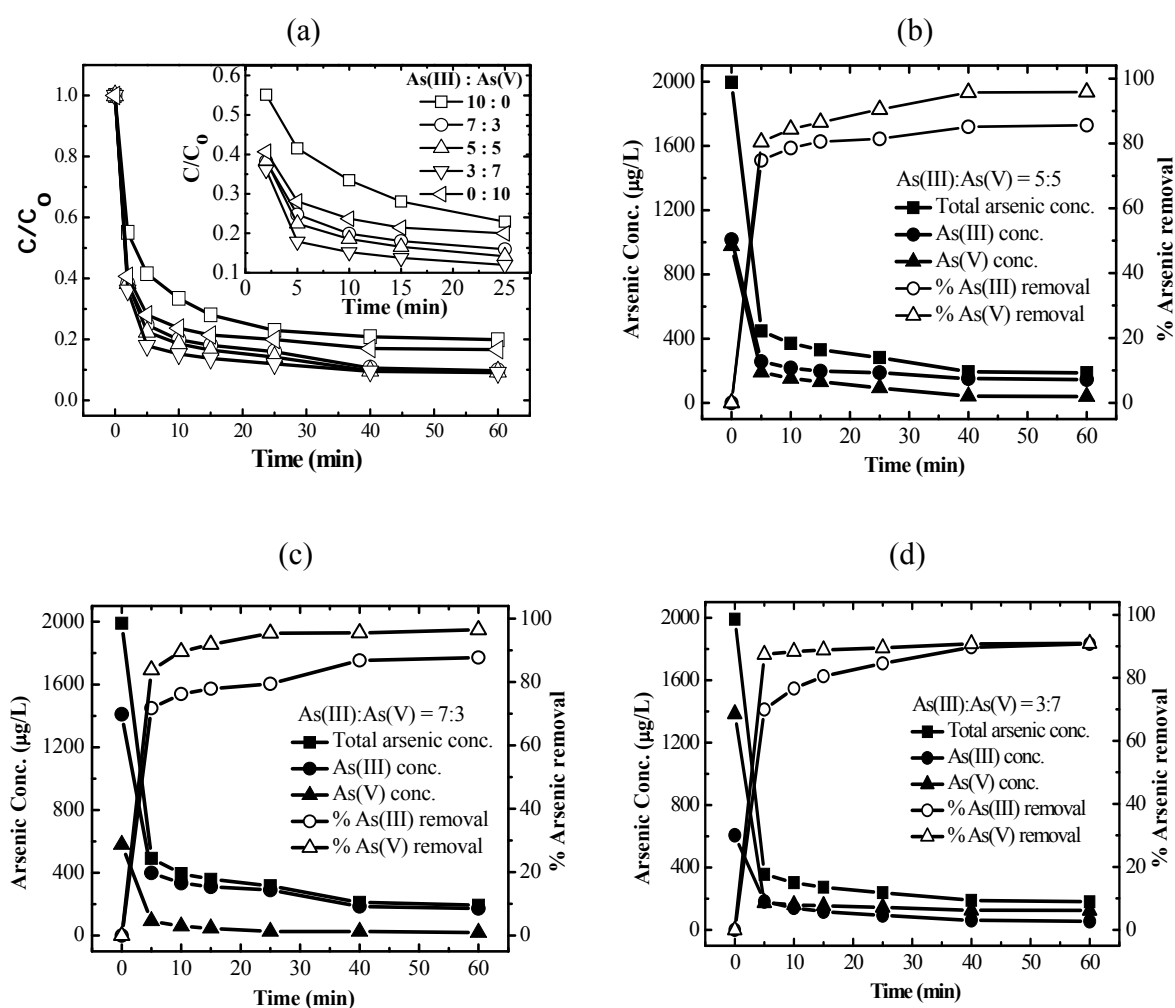 (a)
C/C₀
1.0
0.8
0.6
0.4
0.2
0.0
0 10 20 30 40 50 60
Time (min)
C/C₀
0.6
0.5
0.4
0.3
0.2
0.1
0 5 10 15 20 25
Time (min)
As(III) : As(V)
10 : 0
7 : 3
5 : 5
3 : 7
0 : 10
(b)
Arsenic Conc. (µg/L)
2000
1600
1200
800
400
0
0 10 20 30 40 50 60
Time (min)
100
80
60
40
20
0
% Arsenic removal
As(III):As(V) = 5:5
Total arsenic conc.
As(III) conc.
As(V) conc.
% As(III) removal
% As(V) removal
(c)
Arsenic Conc. (µg/L)
2000
1600
1200
800
400
0
0 10 20 30 40 50 60
Time (min)
100
80
60
40
20
0
% Arsenic removal
As(III):As(V) = 7:3
Total arsenic conc.
As(III) conc.
As(V) conc.
% As(III) removal
% As(V) removal
(d)
Arsenic Conc. (µg/L)
2000
1600
1200
800
400
0
0 10 20 30 40 50 60
Time (min)
100
80
60
40
20
0
% Arsenic removal
As(III):As(V) = 3:7
Total arsenic conc.
As(III) conc.
As(V) conc.
% As(III) removal
% As(V) removal